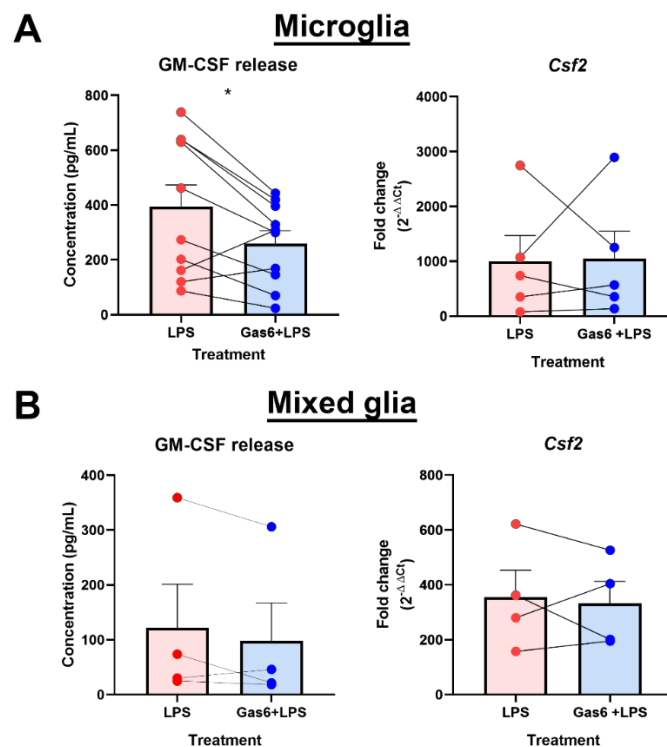 A
Microglia
GM-CSF release
*
Concentration (pg/mL)
800
600
400
200
0
LPS
Gas6+LPS
Treatment
Csf2
Fold change
(2-Δ ΔCt)
4000
3000
2000
1000
0
LPS
Gas6 +LPS
Treatment
B
Mixed glia
GM-CSF release
Concentration (pg/mL)
400
300
200
100
0
LPS
Gas6+LPS
Treatment
Csf2
Fold change
(2-Δ ΔCt)
800
600
400
200
0
LPS
Gas6 +LPS
Treatment